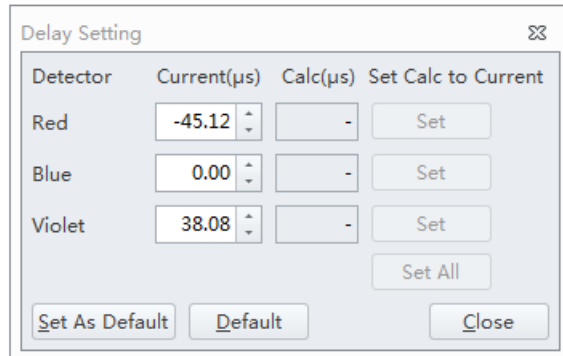 Delay Setting
Detector Current(μs) Calc(μs) Set Calc to Current
Red -45.12 - Set
Blue 0.00 - Set
Violet 38.08 - Set
Set All
Set As Default Default Close